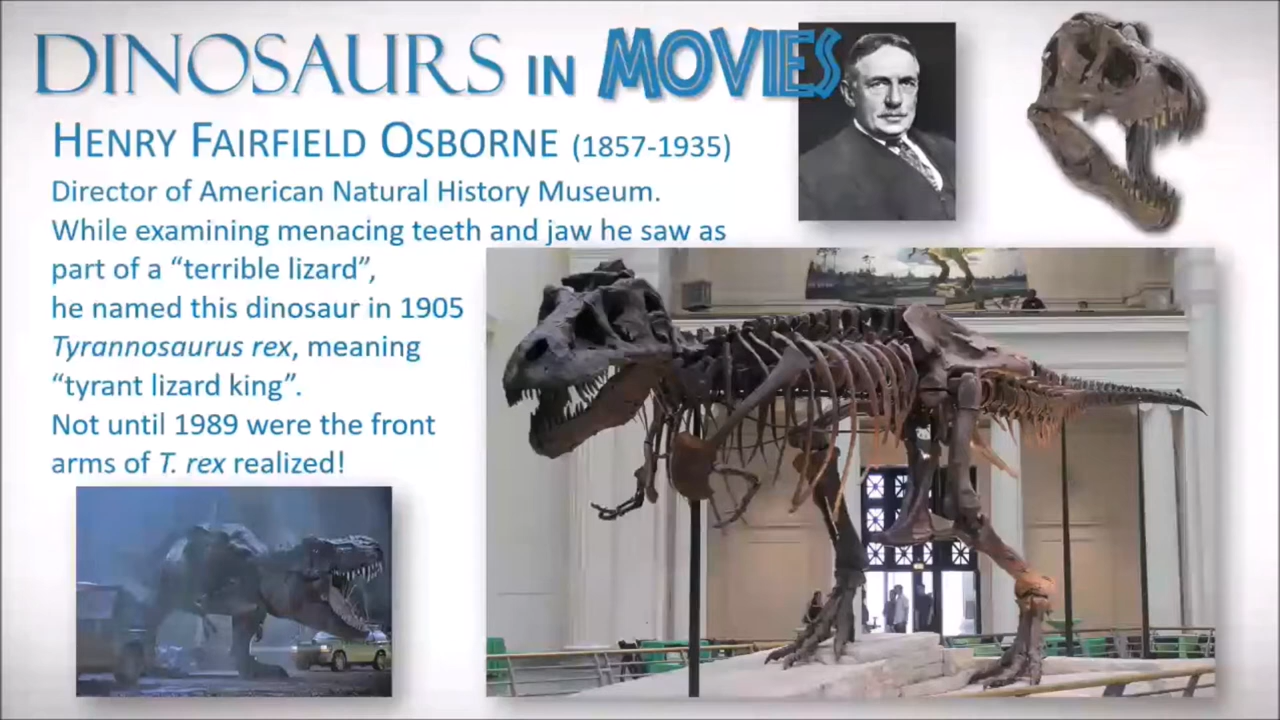 DINOSAURS IN MOVIES
HENRY FAIRFIELD OSBORNE (1857-1935)
Director of American Natural History Museum.
While examining menacing teeth and jaw he saw as
part of a “terrible lizard”,
he named this dinosaur in 1905
Tyrannosaurus rex, meaning
“tyrant lizard king”.
Not until 1989 were the front
arms of T. rex realized!